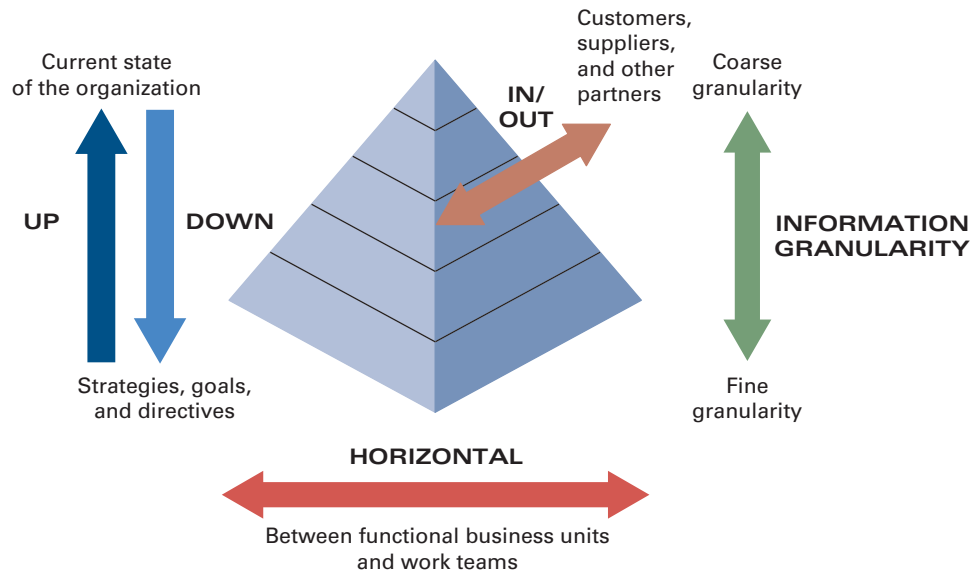 Current state
of the organization
UP
DOWN
Strategies, goals,
and directives
IN/
OUT
Customers,
suppliers,
and other
partners
Coarse
granularity
INFORMATION
GRANULARITY
Fine
granularity
HORIZONTAL
Between functional business units
and work teams